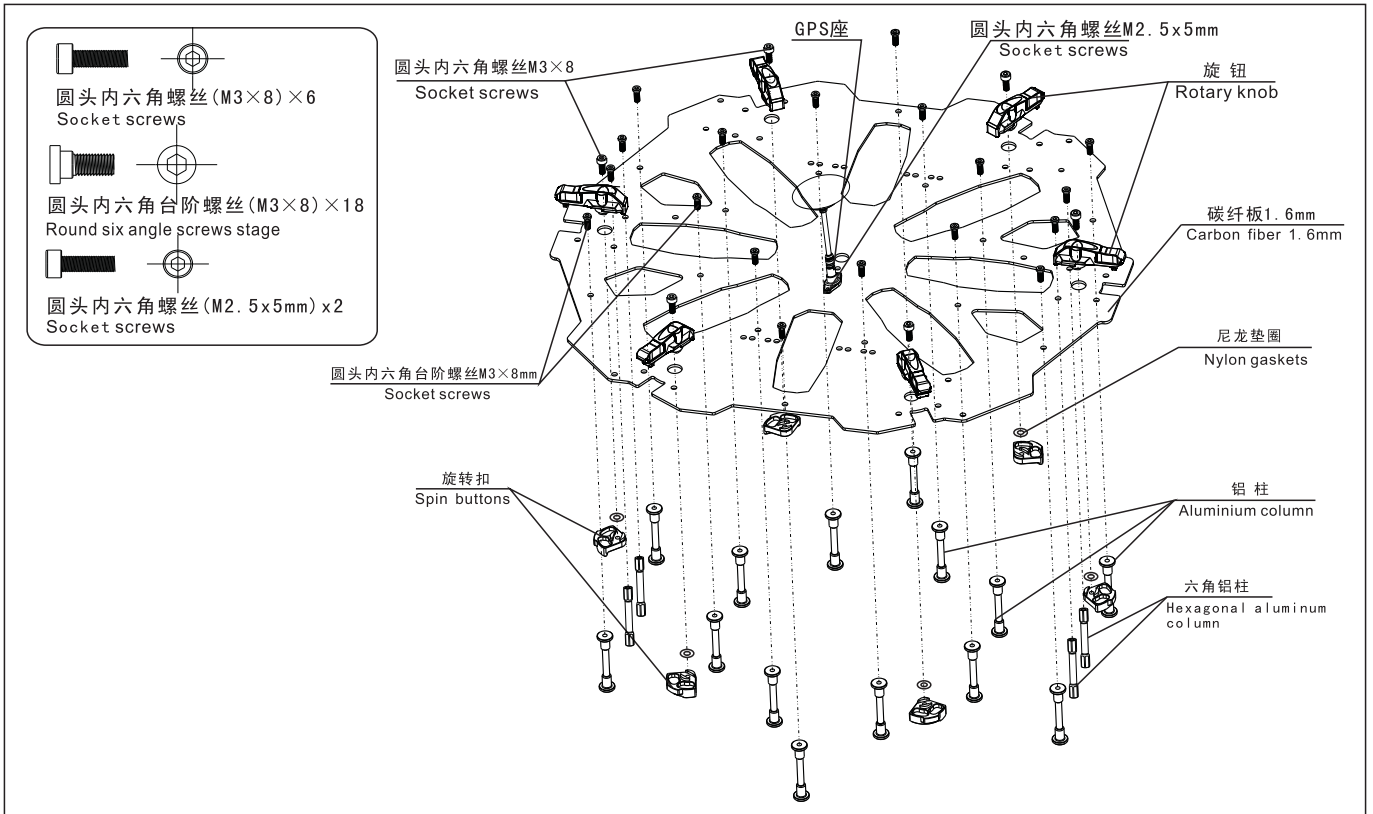 圆头内六角螺丝(M3×8)×6
Socket screws
圆头内六角台阶螺丝(M3×8)×18
Round six angle screws stage
圆头内六角螺丝(M2.5x5mm)x2
Socket screws
圆头内六角螺丝M3×8
Socket screws
GPS座
圆头内六角螺丝M2.5x5mm
Socket screws
旋钮
Rotary knob
碳纤板1.6mm
Carbon fiber 1.6mm
尼龙垫圈
Nylon gaskets
圆头内六角台阶螺丝M3×8mm
Socket screws
旋转扣
Spin buttons
铝柱
Aluminium column
六角铝柱
Hexagonal aluminum
column